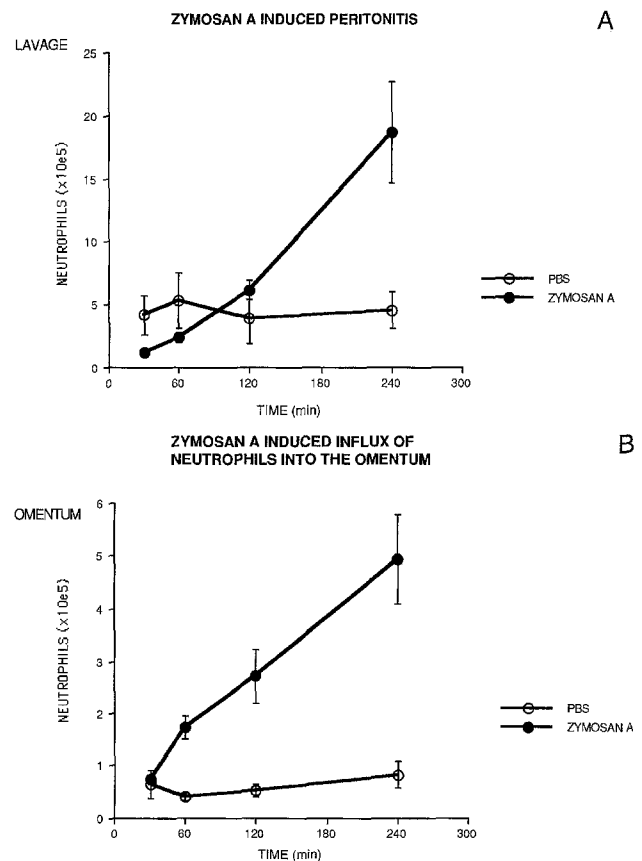 ZYMOSAN A INDUCED PERITONITIS
A
LAVAGE
25
20
15
10
5
0
NEUTROPHILS (x10e5)
0 60 120 180 240 300
TIME (min)
PBS
ZYMOSAN A
ZYMOSAN A INDUCED INFLUX OF
NEUTROPHILS INTO THE OMENTUM
B
OMENTUM
6
5
4
3
2
1
0
NEUTROPHILS (x10e5)
0 60 120 180 240 300
TIME (min)
PBS
ZYMOSAN A